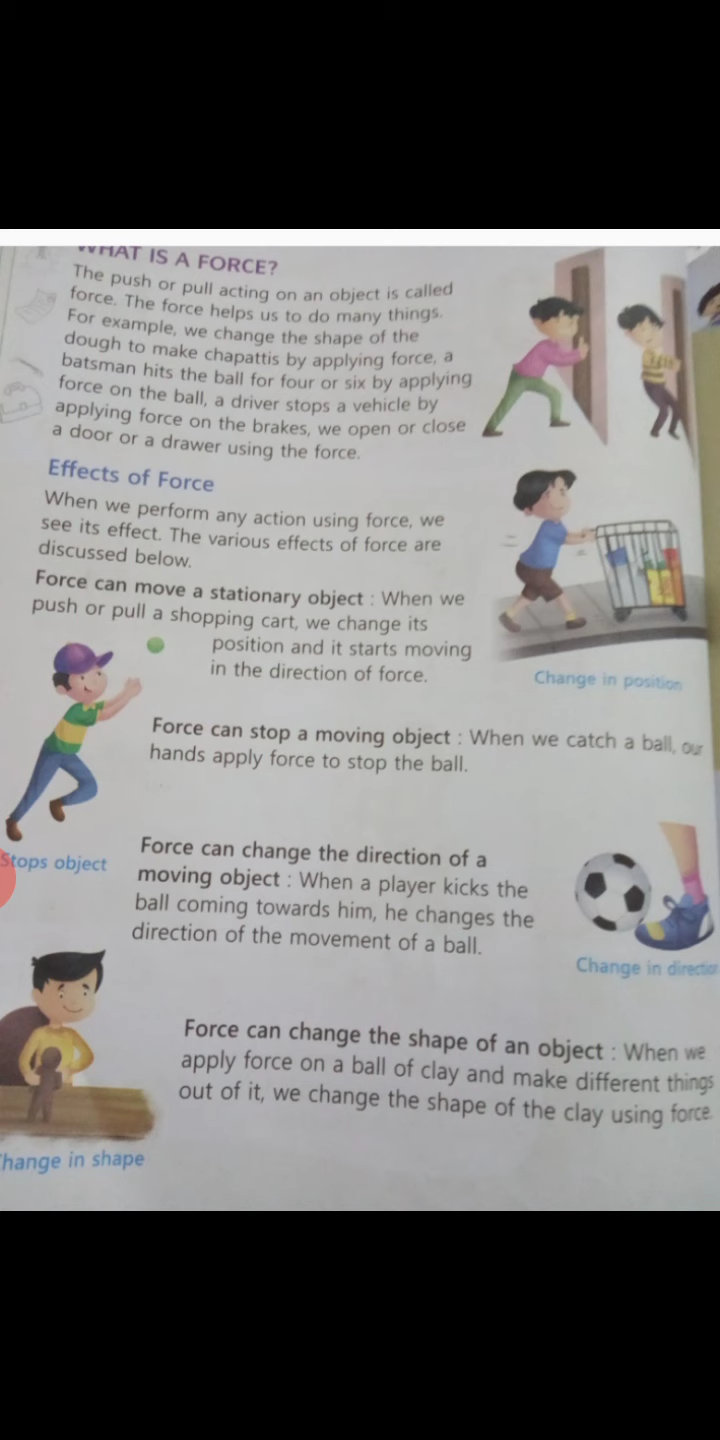 WHAT IS A FORCE?
The push or pull acting on an object is called
force. The force helps us to do many things.
For example, we change the shape of the
dough to make chapattis by applying force, a
batsman hits the ball for four or six by applying
force on the ball, a driver stops a vehicle by
applying force on the brakes, we open or close
a door or a drawer using the force.
Effects of Force
When we perform any action using force, we
see its effect. The various effects of force are
discussed below.
Force can move a stationary object : When we
push or pull a shopping cart, we change its
position and it starts moving
in the direction of force.
Change in position
Force can stop a moving object : When we catch a ball, our
hands apply force to stop the ball.
Stops object
Force can change the direction of a
moving object : When a player kicks the
ball coming towards him, he changes the
direction of the movement of a ball.
Change in direction
Force can change the shape of an object : When we
apply force on a ball of clay and make different things
out of it, we change the shape of the clay using force.
hange in shape